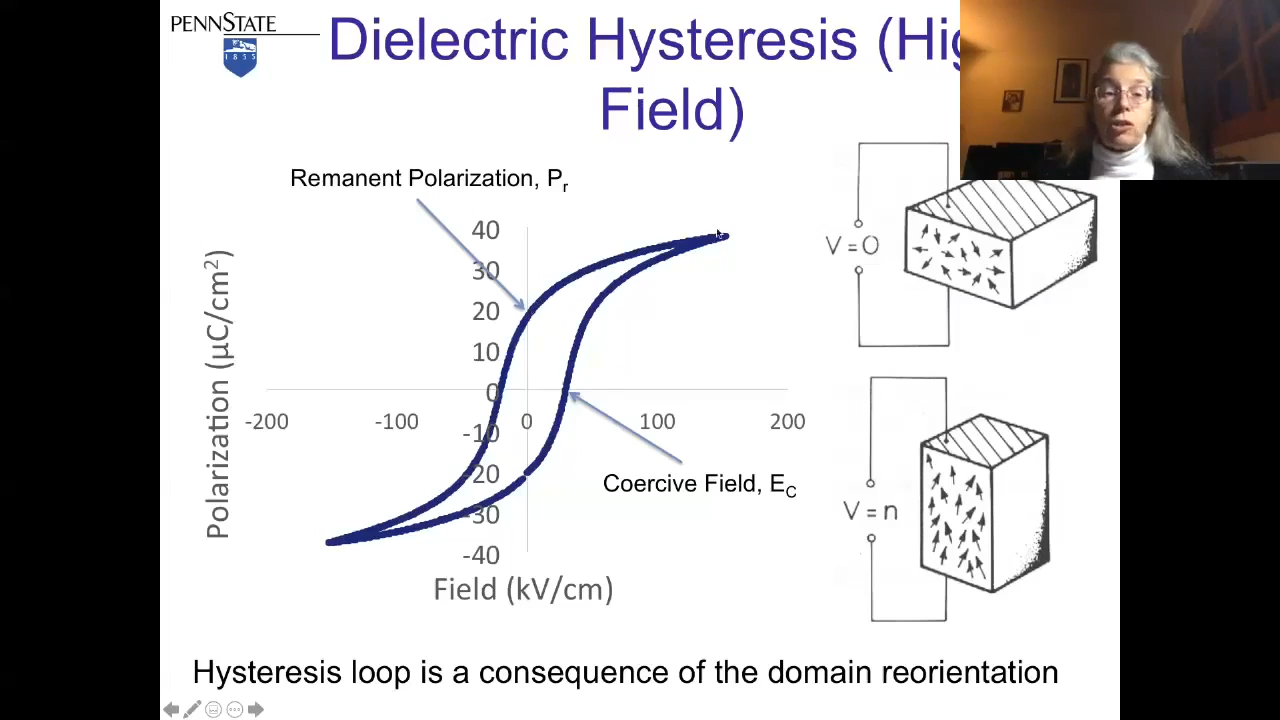 PENNSTATE
1855
Dielectric Hysteresis (Hig
Field)
Remanent Polarization, Pr
40
30
20
10
0
-10
-20
-30
-40
-200
-100
0
100
200
Polarization (µC/cm²)
Field (kV/cm)
Coercive Field, EC
V=0
V=n
Hysteresis loop is a consequence of the domain reorientation